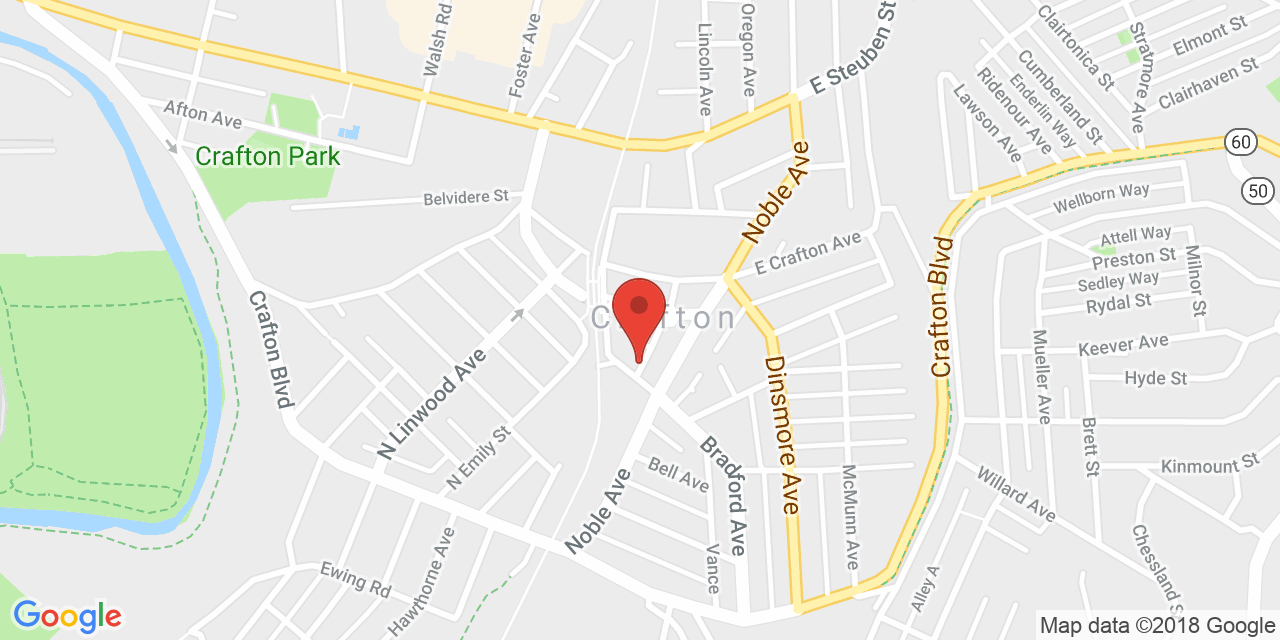 Walsh Rd
Foster Ave
Lincoln Ave
Oregon Ave
E Steuben St
Clairtonica St
Stratmore Ave
Elmont St
Clairhaven St
Cumberland St
Enderlin Way
Ridenour Ave
Lawson Ave
Afton Ave
Crafton Park
Belvidere St
Noble Ave
E Crafton Ave
60
50
Wellborn Way
Attell Way
Preston St
Sedley Way
Rydal St
Milnor St
Crafton Blvd
Crafton Blvd
Crafton
Keever Ave
Hyde St
Mueller Ave
Brett St
N Linwood Ave
N Emily St
Dinsmore Ave
Bradford Ave
Bell Ave
Noble Ave
Vance
McMunn Ave
Willard Ave
Kinmount St
Chessland S
Alley A
Ewing Rd
Hawthorne Ave
Google
Map data ©2018 Google